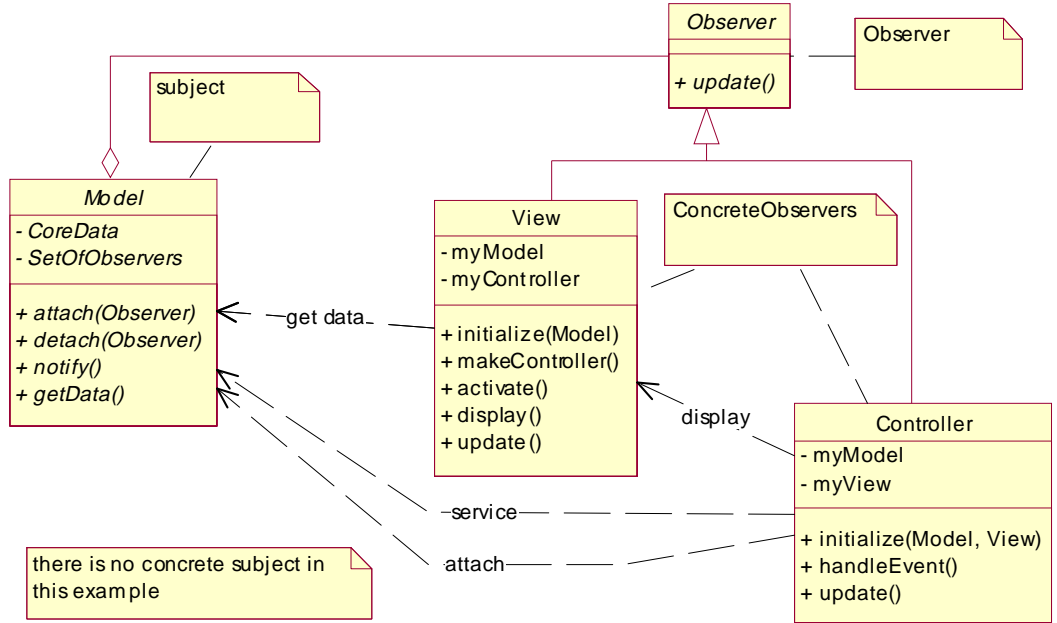 Observer
+ update()
Observer
subject
Model
- CoreData
- SetOfObservers
+ attach(Observer)
+ detach(Observer)
+ notify()
+ getData()
View
- myModel
- myController
+ initialize(Model)
+ makeController()
+ activate()
+ display()
+ update()
ConcreteObservers
get data
display
Controller
- myModel
- myView
+ initialize(Model, View)
+ handleEvent()
+ update()
service
attach
there is no concrete subject in
this example